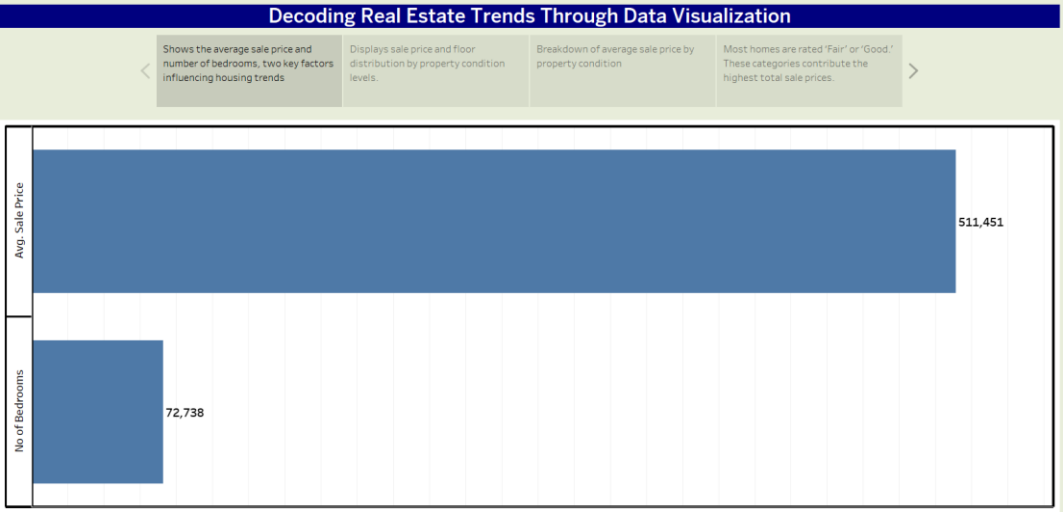 Decoding Real Estate Trends Through Data Visualization
Shows the average sale price and
number of bedrooms, two key factors
influencing housing trends
Displays sale price and floor
distribution by property condition
levels.
Breakdown of average sale price by
property condition
Most homes are rated 'Fair' or 'Good.'
These categories contribute the
highest total sale prices.
Avg. Sale Price
511,451
No of Bedrooms
72,738